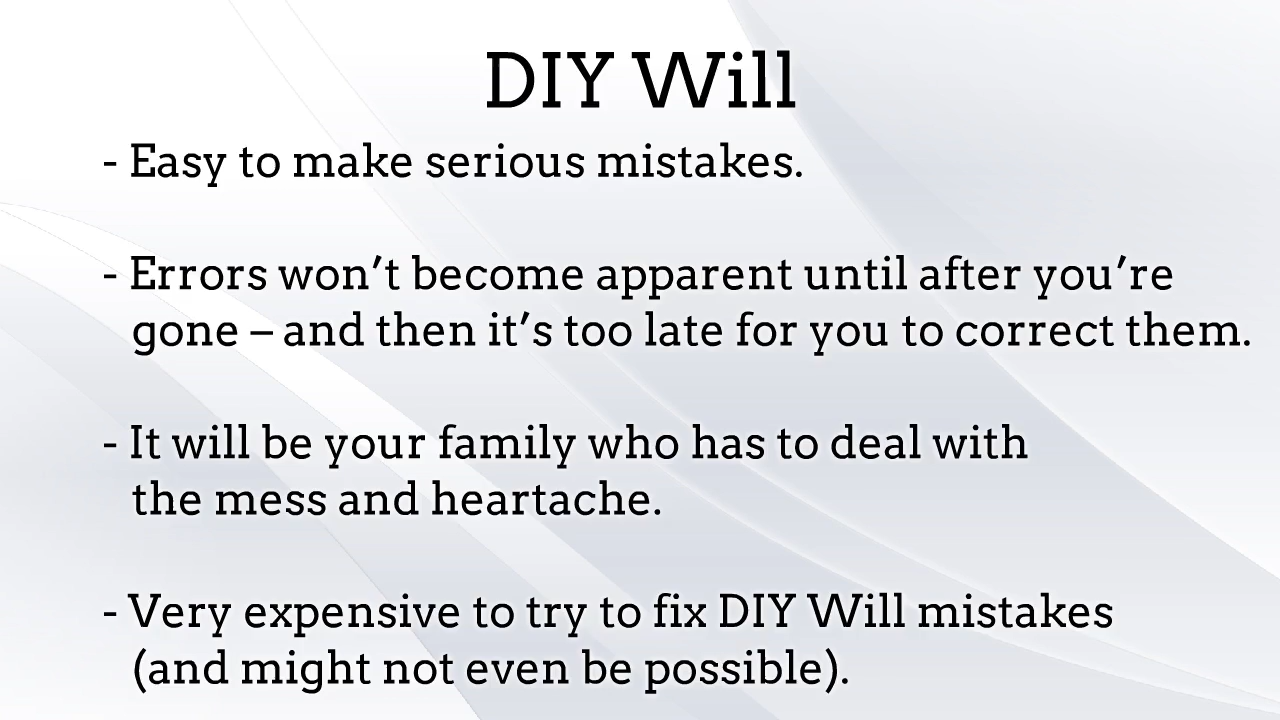 DIY Will
- Easy to make serious mistakes.
- Errors won’t become apparent until after you’re
gone – and then it’s too late for you to correct them.
- It will be your family who has to deal with
the mess and heartache.
- Very expensive to try to fix DIY Will mistakes
(and might not even be possible).